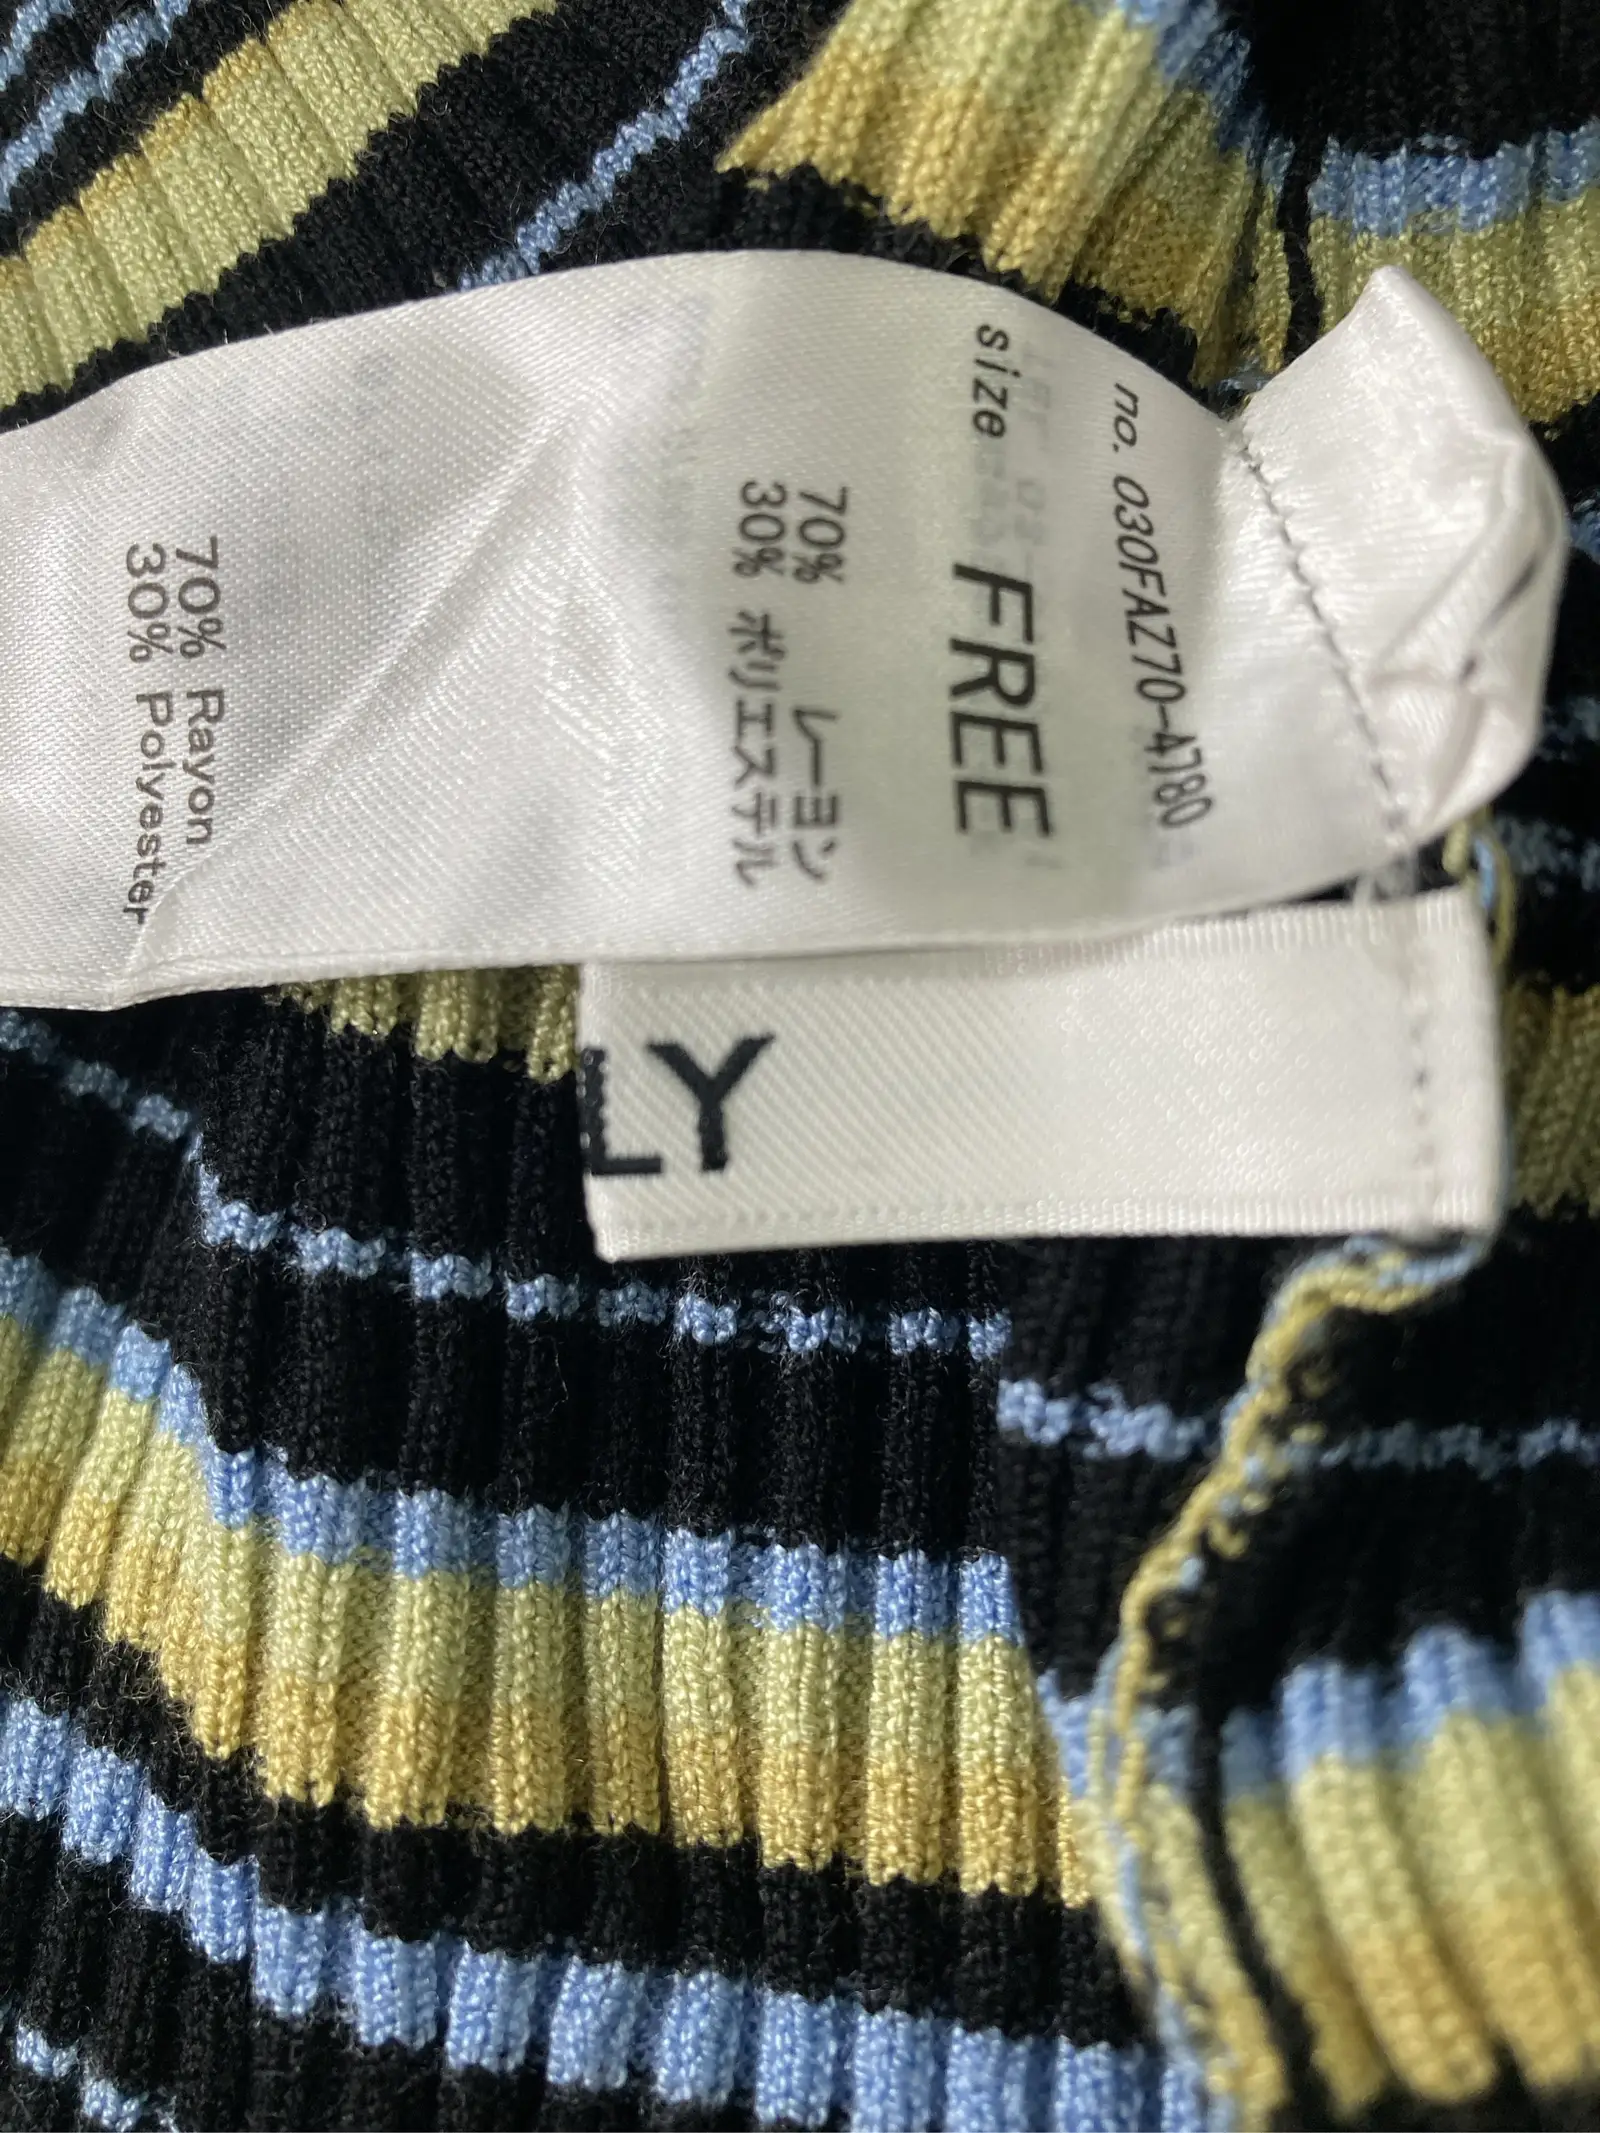 no. 030FAZ70-4780
size FREE
70% レーヨン
30% ポリエステル
70% Rayon
30% Polyester
LY